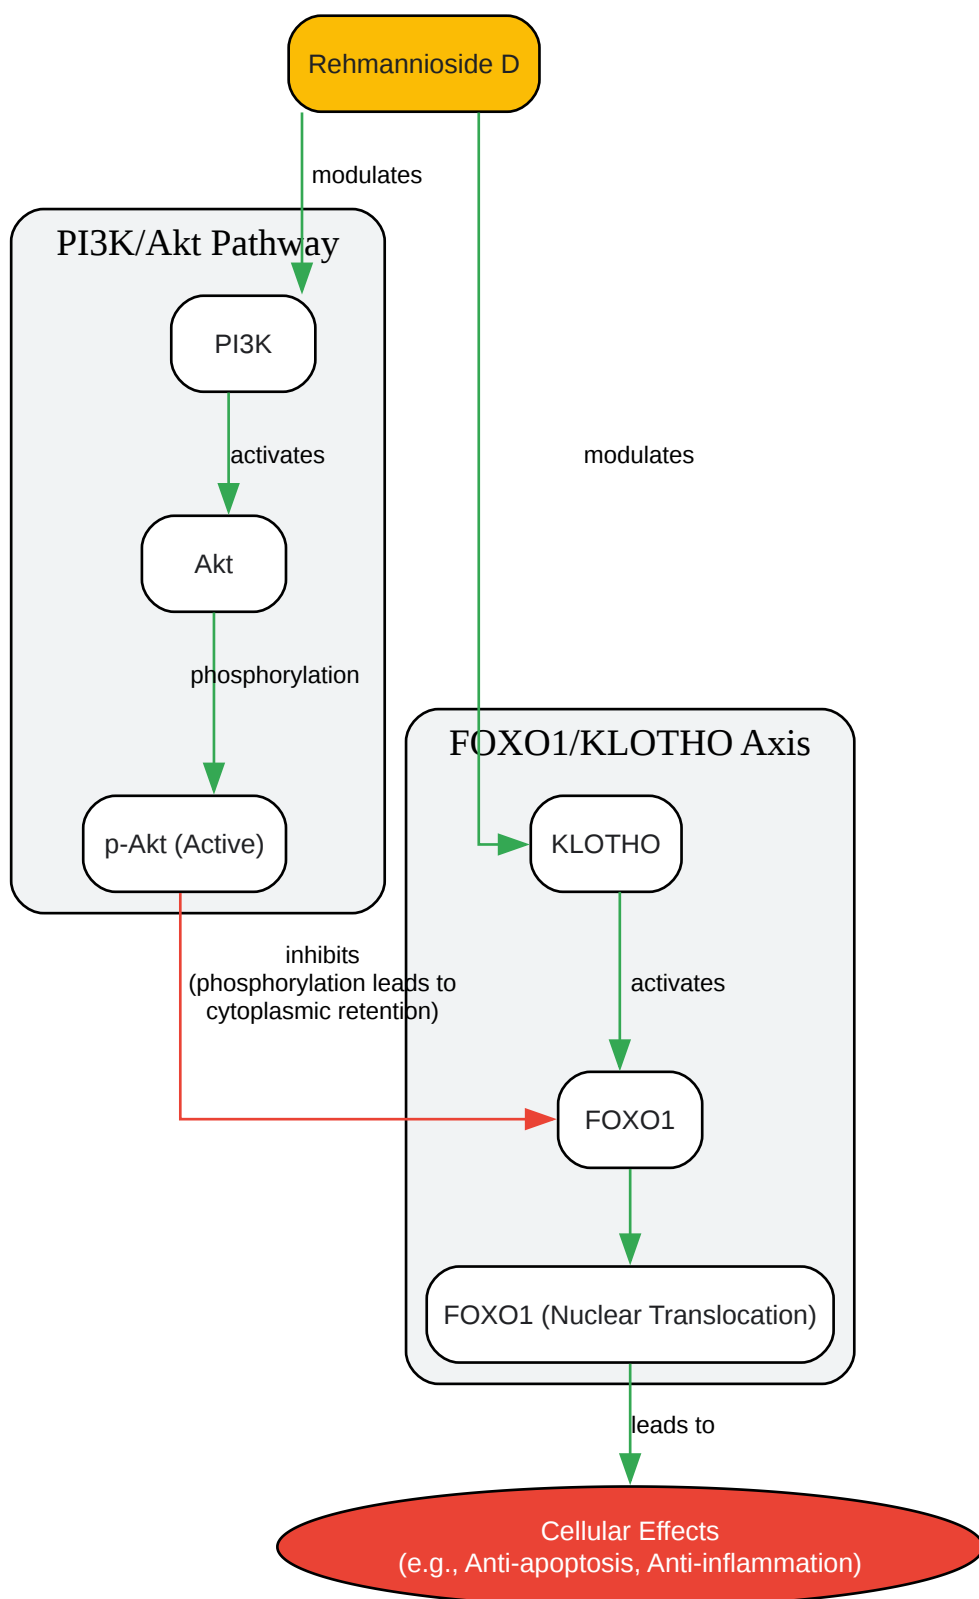 Rehmannioside D
modulates
PI3K/Akt Pathway
PI3K
activates
modulates
Akt
phosphorylation
FOXO1/KLOTHO Axis
p-Akt (Active)
KLOTHO
inhibits
(phosphorylation leads to
cytoplasmic retention)
activates
FOXO1
FOXO1 (Nuclear Translocation)
leads to
Cellular Effects
(e.g., Anti-apoptosis, Anti-inflammation)